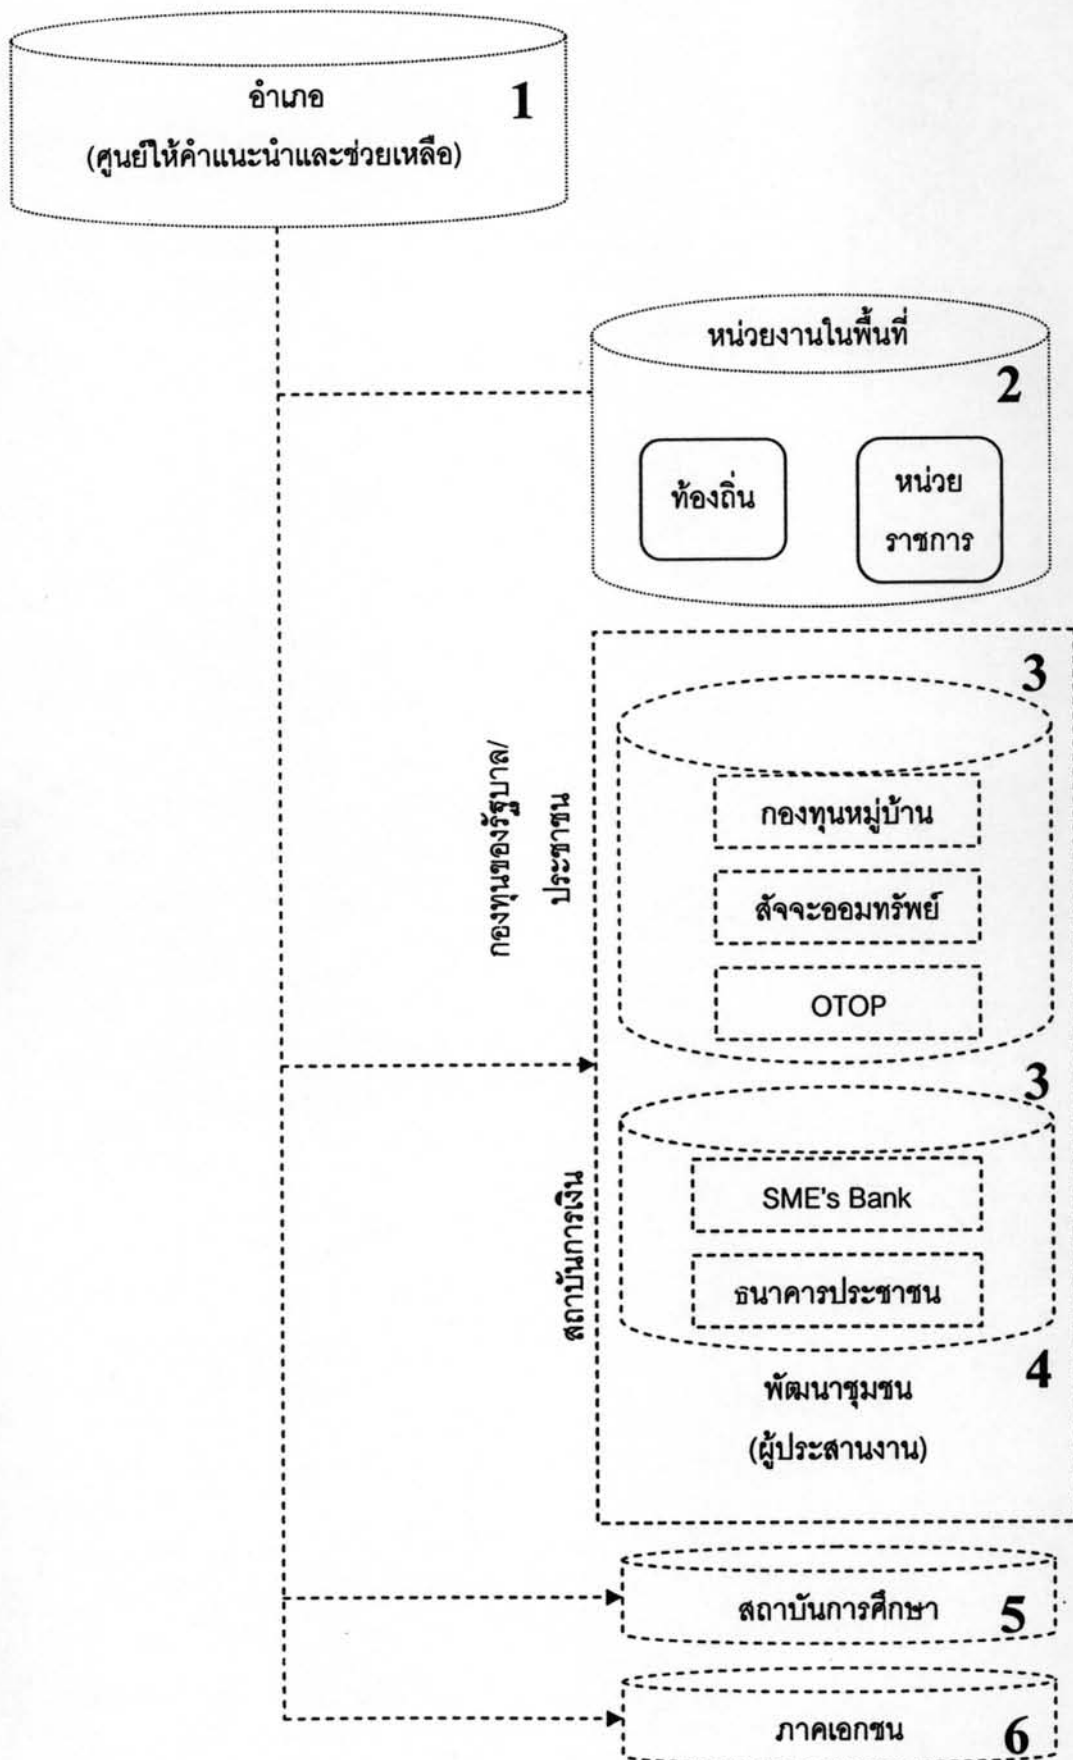 อำเภอ
1
(ศูนย์ให้คำแนะนำและช่วยเหลือ)
หน่วยงานในพื้นที่
2
ท้องถิ่น
หน่วย
ราชการ
3
กองทุนของรัฐบาล/
ประชาชน
กองทุนหมู่บ้าน
สัจจะออมทรัพย์
OTOP
3
สถาบันการเงิน
SME's Bank
ธนาคารประชาชน
4
พัฒนาชุมชน
(ผู้ประสานงาน)
สถาบันการศึกษา
5
ภาคเอกชน
6